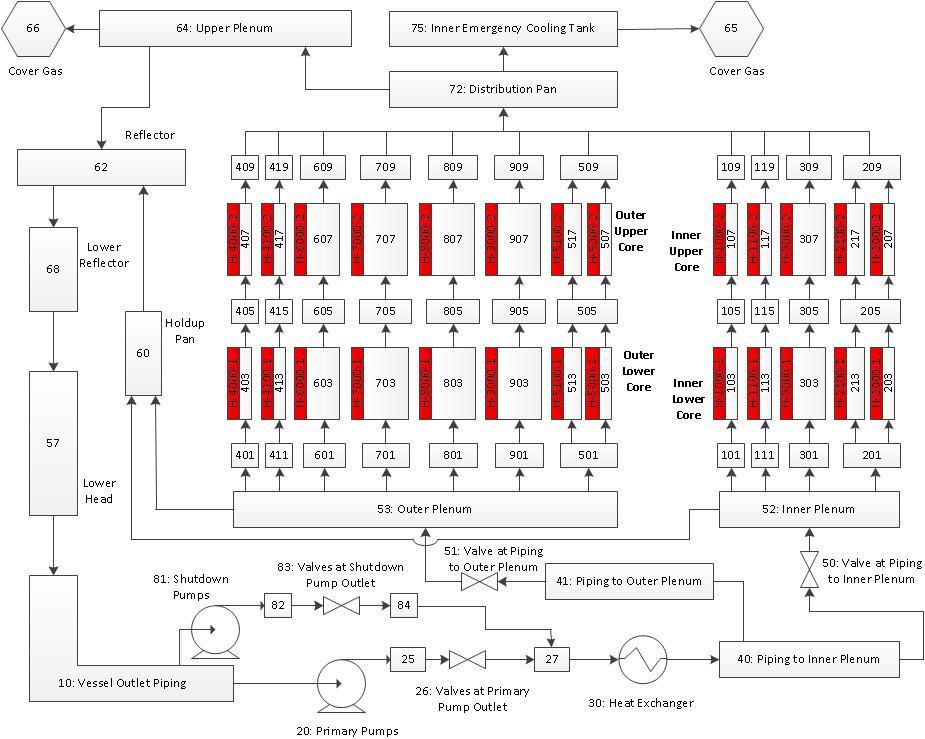 66
64: Upper Plenum
75: Inner Emergency Cooling Tank
65
Cover Gas
Cover Gas
72: Distribution Pan
Reflector
62
409
419
609
709
809
909
509
109
119
309
209
H-4000-2
407
H-4100-2
417
H-6000-2
607
H-7000-2
707
H-8000-2
807
H-9000-2
907
H-5100-2
517
H-5000-2
507
Outer
Upper
Core
Inner
Upper
Core
H-1000-2
107
H-1100-2
117
H-3000-2
307
H-2100-2
217
H-2000-2
207
68
Lower
Reflector
405
415
605
705
805
905
505
105
115
305
205
60
Holdup
Pan
H-4000-1
403
H-4100-1
413
H-6000-1
603
H-7000-1
703
H-8000-1
803
H-9000-1
903
H-5100-1
513
H-5000-1
503
Outer
Lower
Core
Inner
Lower
Core
H-1000-1
103
H-1100-1
113
H-3000-1
303
H-2100-1
213
H-2000-1
203
57
Lower
Head
401
411
601
701
801
901
501
101
111
301
201
53: Outer Plenum
52: Inner Plenum
51: Valve at Piping
to Outer Plenum
50: Valve at Piping
to Inner Plenum
81: Shutdown
Pumps
83: Valves at Shutdown
Pump Outlet
41: Piping to Outer Plenum
82
84
25
27
40: Piping to Inner Plenum
10: Vessel Outlet Piping
26: Valves at Primary
Pump Outlet
30: Heat Exchanger
20: Primary Pumps